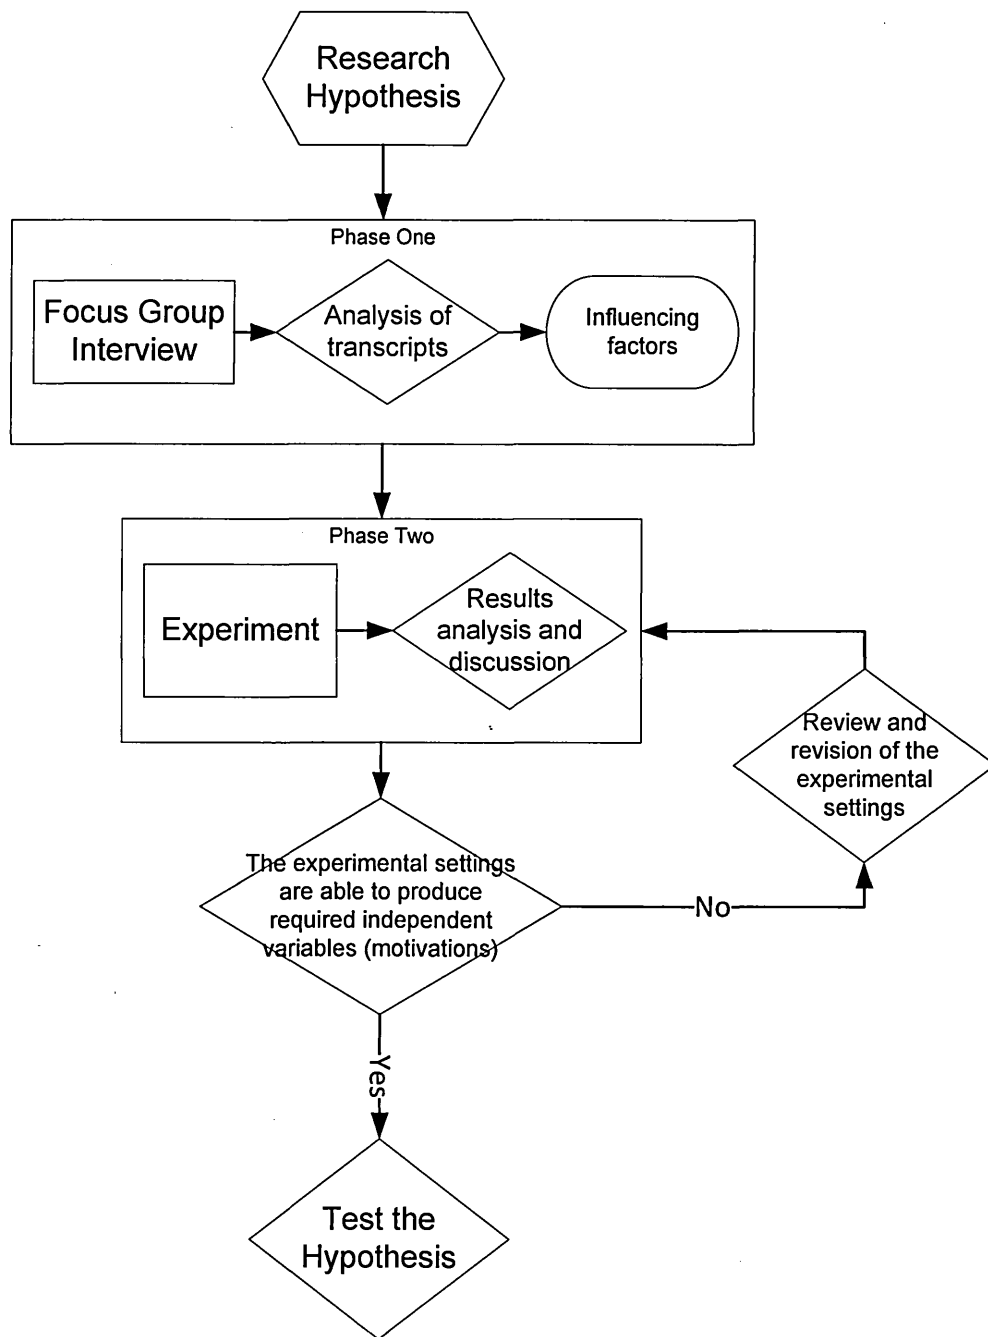 Research
Hypothesis
Phase One
Focus Group
Interview
Analysis of
transcripts
Influencing
factors
Phase Two
Experiment
Results
analysis and
discussion
Review and
revision of the
experimental
settings
The experimental settings
are able to produce
required independent
variables (motivations)
No
Yes
Test the
Hypothesis